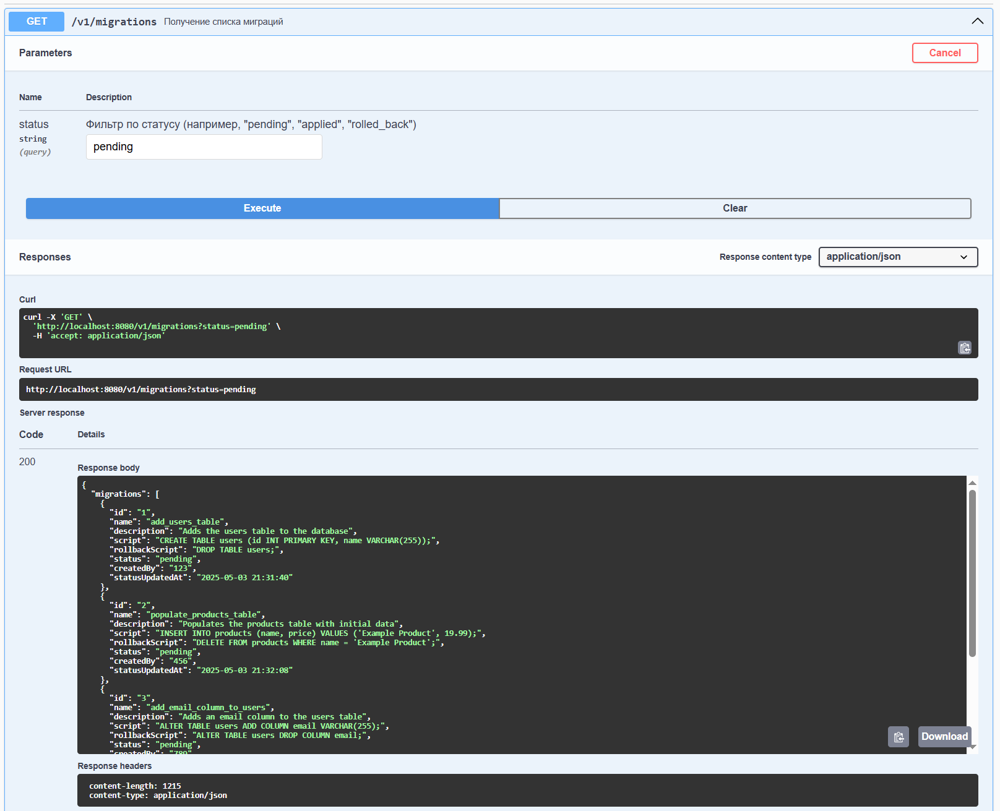 GET /v1/migrations Получение списка миграций
Parameters
Cancel
Name Description
status
string
(query)
Фильтр по статусу (например, "pending", "applied", "rolled_back")
pending
Execute Clear
Responses
Response content type application/json
Curl
curl -X 'GET' \
  'http://localhost:8080/v1/migrations?status=pending' \
  -H 'accept: application/json'
Request URL
http://localhost:8080/v1/migrations?status=pending
Server response
Code Details
200
Response body
{
  "migrations": [
    {
      "id": "1",
      "name": "add_users_table",
      "description": "Adds the users table to the database",
      "script": "CREATE TABLE users (id INT PRIMARY KEY, name VARCHAR(255));",
      "rollbackScript": "DROP TABLE users;",
      "status": "pending",
      "createdBy": "123",
      "statusUpdatedAt": "2025-05-03 21:31:40"
    },
    {
      "id": "2",
      "name": "populate_products_table",
      "description": "Populates the products table with initial data",
      "script": "INSERT INTO products (name, price) VALUES ('Example Product', 19.99);",
      "rollbackScript": "DELETE FROM products WHERE name = 'Example Product';",
      "status": "pending",
      "createdBy": "456",
      "statusUpdatedAt": "2025-05-03 21:32:08"
    },
    {
      "id": "3",
      "name": "add_email_column_to_users",
      "description": "Adds an email column to the users table",
      "script": "ALTER TABLE users ADD COLUMN email VARCHAR(255);",
      "rollbackScript": "ALTER TABLE users DROP COLUMN email;",
      "status": "pending",
      "createdBy": "789"
Download
Response headers
content-length: 1215
content-type: application/json